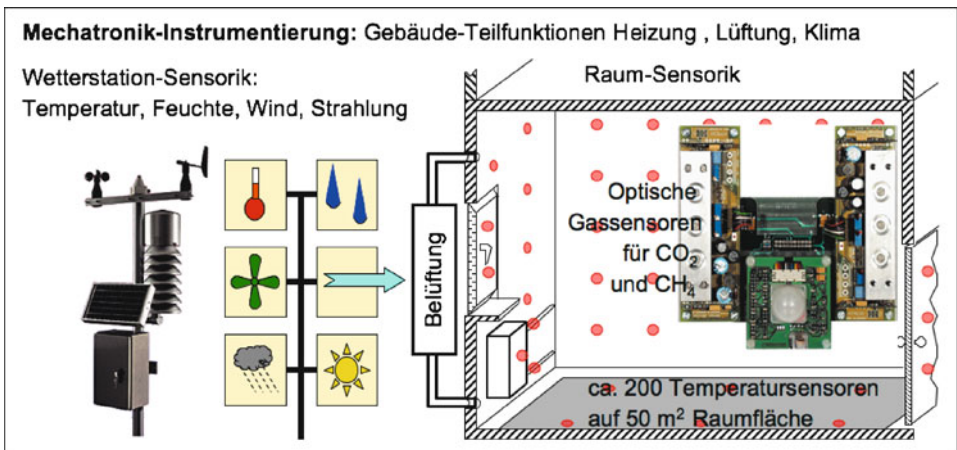 Mechatronik-Instrumentierung: Gebäude-Teilfunktionen Heizung , Lüftung, Klima
Wetterstation-Sensorik:
Temperatur, Feuchte, Wind, Strahlung
Raum-Sensorik
Belüftung
Optische
Gassensoren
für CO₂
und CH₄
ca. 200 Temperatursensoren
auf 50 m² Raumfläche